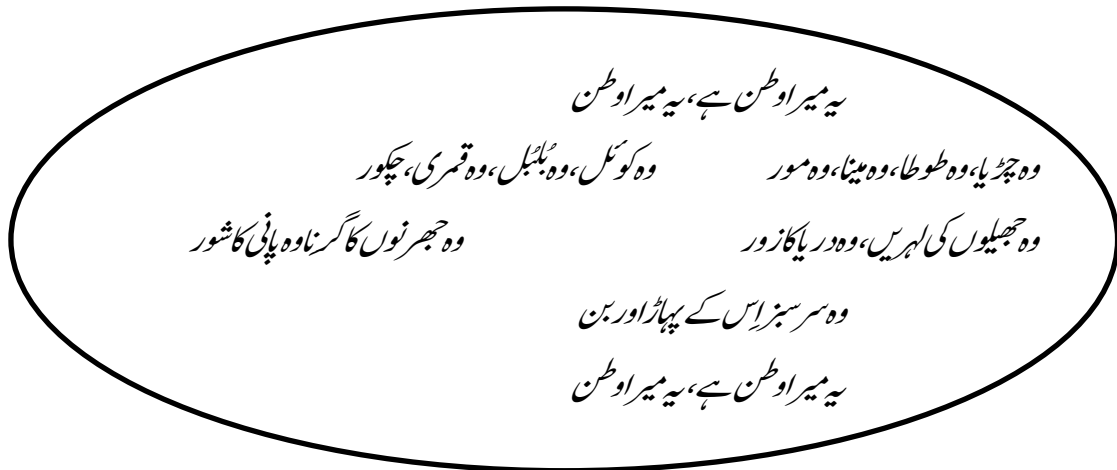 یہ میرا وطن ہے، یہ میرا وطن
وہ چڑیا، وہ طوطا، وہ مینا، وہ مور وہ کوئل، وہ بُلبُل، وہ قمری، چکور
وہ جھیلوں کی لہریں، وہ دریا کا زور وہ جھرنوں کا گرِنا وہ پانی کا شور
وہ سرسبز اِس کے پہاڑ اور بن
یہ میرا وطن ہے، یہ میرا وطن